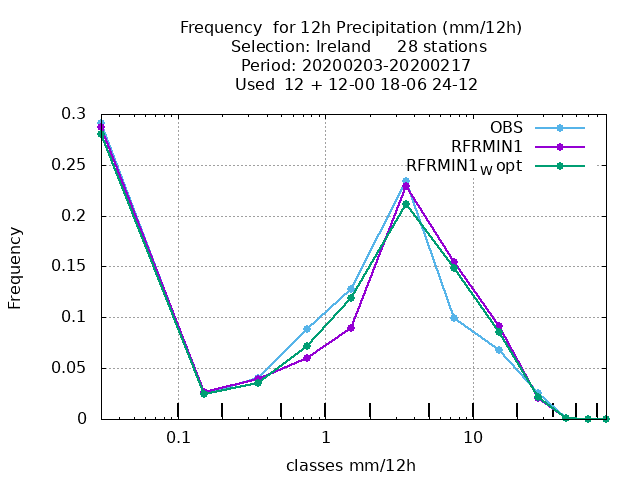 Frequency  for 12h Precipitation (mm/12h)
Selection: Ireland     28 stations
Period: 20200203-20200217
Used  12 + 12-00 18-06 24-12
OBS
RFRMIN1
RFRMIN1w opt
0.3
0.25
0.2
0.15
0.1
0.05
0
Frequency
0.1
1
10
classes mm/12h